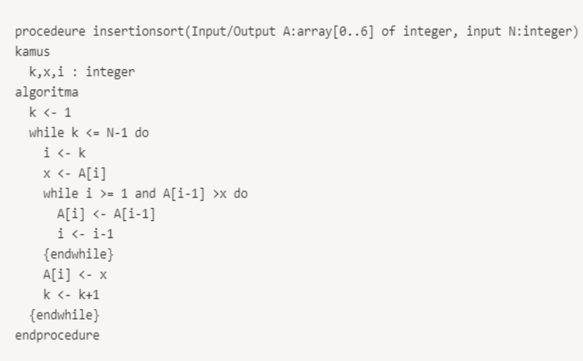 procedeure insertionsort(Input/Output A:array[0..6] of integer, input N:integer)
kamus
  k,x,i : integer
algoritma
  k <- 1
  while k <= N-1 do
    i <- k
    x <- A[i]
    while i >= 1 and A[i-1] >x do
      A[i] <- A[i-1]
      i <- i-1
    {endwhile}
    A[i] <- x
    k <- k+1
  {endwhile}
endprocedure